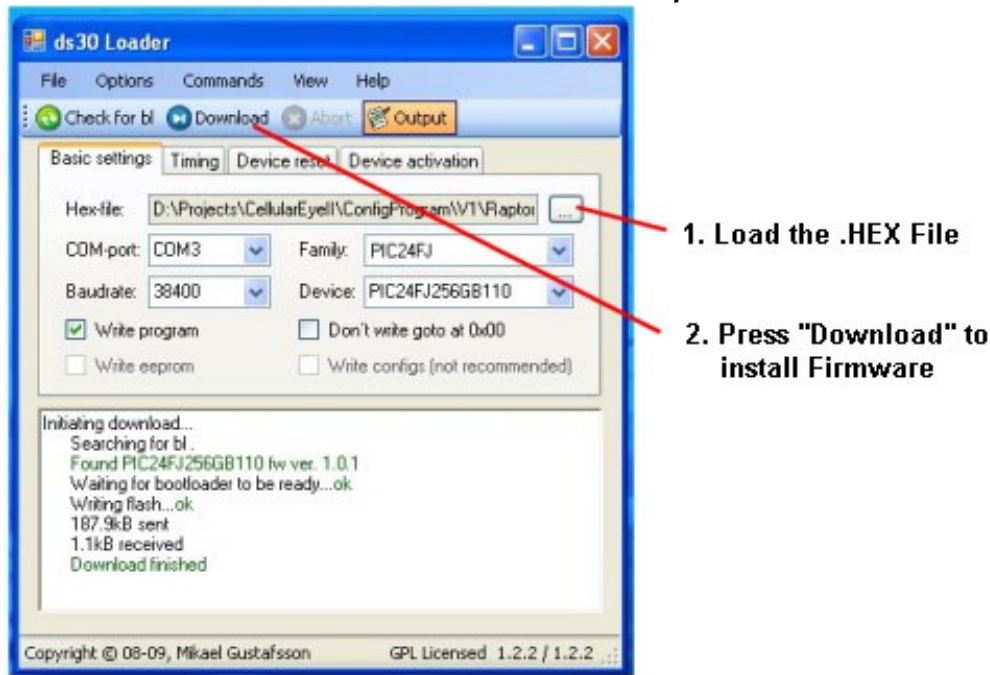 ds30 Loader
File Options Commands View Help
Check for bl Download Abort Output
Basic settings Timing Device reset Device activation
Hex-file: D:\Projects\CellularEyeII\ConfigProgram\V1\Raptor ...
COM-port: COM3 Family: PIC24FJ
Baudrate: 38400 Device: PIC24FJ256GB110
Write program Don't write goto at 0x00
Write eeprom Write configs (not recommended)
1. Load the .HEX File
2. Press "Download" to
install Firmware
Initiating download...
Searching for bl .
Found PIC24FJ256GB110 fw ver. 1.0.1
Waiting for bootloader to be ready...ok
Writing flash...ok
187.9kB sent
1.1kB received
Download finished
Copyright © 08-09, Mikael Gustafsson GPL Licensed 1.2.2 / 1.2.2